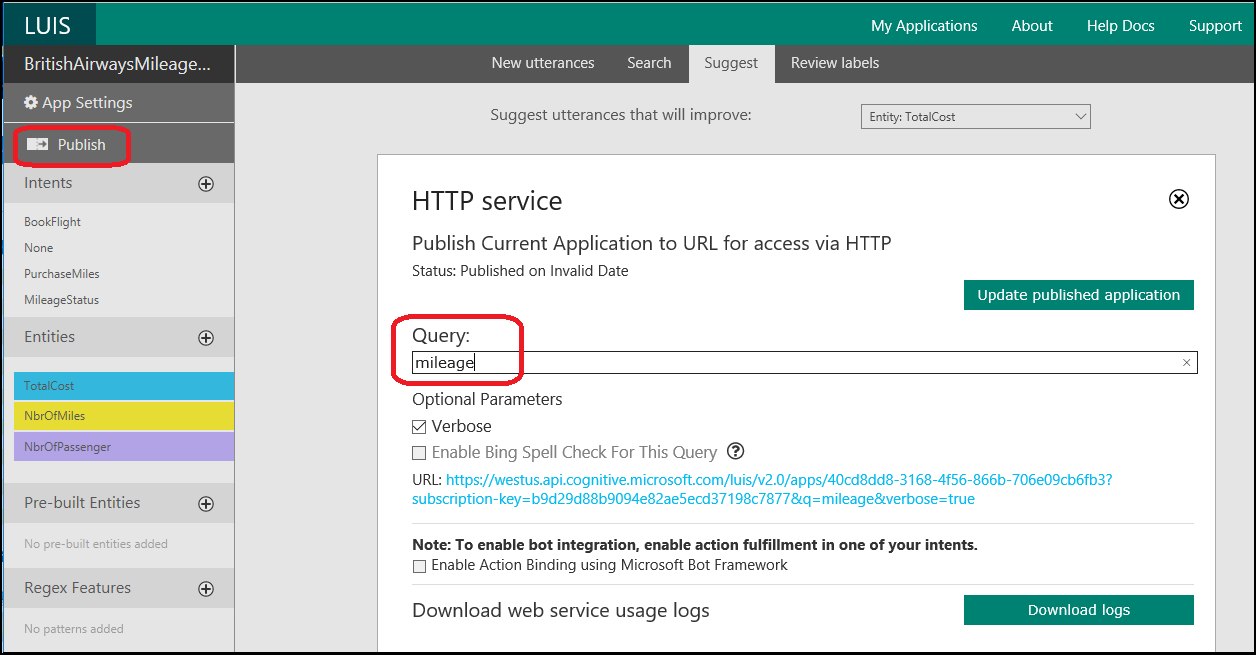 LUIS
My Applications
About
Help Docs
Support
BritishAirwaysMileage...
New utterances
Search
Suggest
Review labels
App Settings
Publish
Intents
BookFlight
None
PurchaseMiles
MileageStatus
Entities
TotalCost
NbrOfMiles
NbrOfPassenger
Pre-built Entities
No pre-built entities added
Regex Features
No patterns added
Suggest utterances that will improve:
Entity: TotalCost
HTTP service
Publish Current Application to URL for access via HTTP
Status: Published on Invalid Date
Update published application
Query:
mileage
Optional Parameters
Verbose
Enable Bing Spell Check For This Query
URL: https://westus.api.cognitive.microsoft.com/luis/v2.0/apps/40cd8dd8-3168-4f56-866b-706e09cb6fb3?
subscription-key=b9d29d88b9094e82ae5ecd37198c7877&q=mileage&verbose=true
Note: To enable bot integration, enable action fulfillment in one of your intents.
Enable Action Binding using Microsoft Bot Framework
Download web service usage logs
Download logs